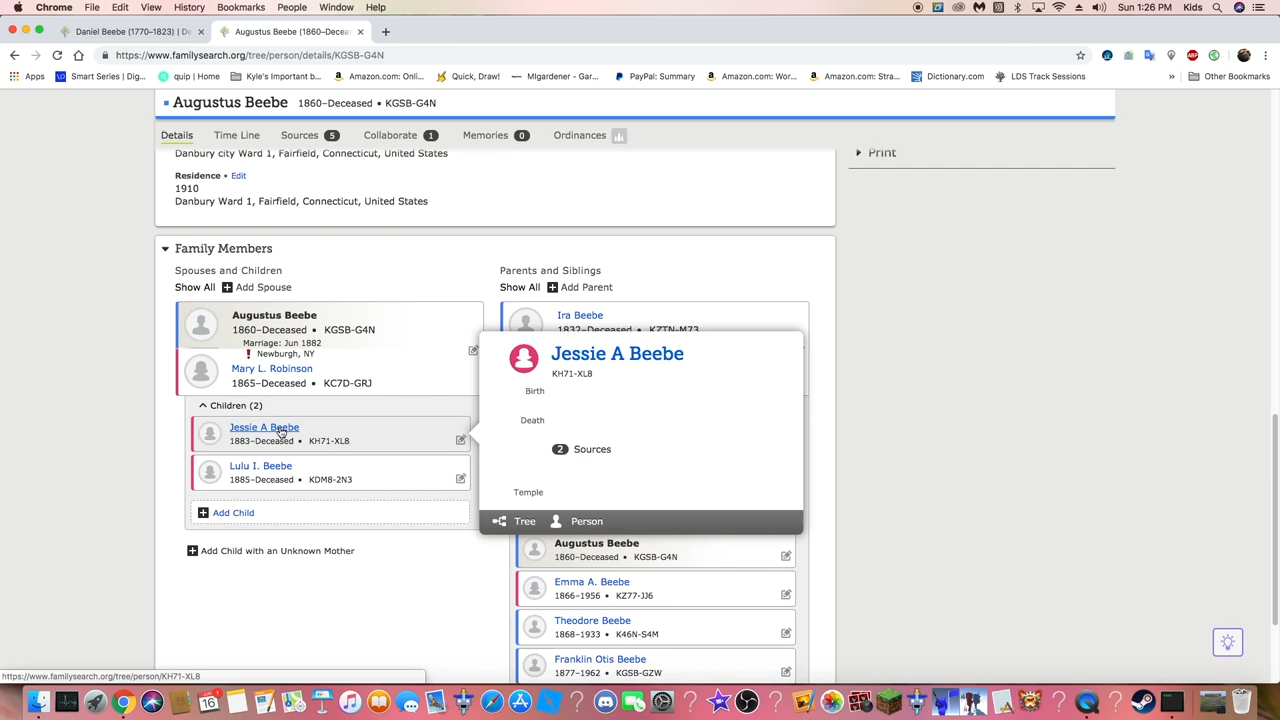 Chrome File Edit View History Bookmarks People Window Help Sun 1:26 PM Kids
Daniel Beebe (1770–1823) | De × Augustus Beebe (1860–Decea ×
https://www.familysearch.org/tree/person/details/KGSB-G4N
Apps Smart Series | Dig... quip | Home Kyle's Important b... Amazon.com: Onli... Quick, Draw! MIgardener - Gar... PayPal: Summary Amazon.com: Wor... Amazon.com: Stra... Dictionary.com LDS Track Sessions » Other Bookmarks
Augustus Beebe 1860–Deceased • KGSB-G4N
Details Time Line Sources 5 Collaborate 1 Memories 0 Ordinances
Danbury city Ward 1, Fairfield, Connecticut, United States
Print
Residence • Edit
1910
Danbury Ward 1, Fairfield, Connecticut, United States
Family Members
Spouses and Children
Show All Add Spouse
Augustus Beebe
1860–Deceased • KGSB-G4N
Marriage: Jun 1882
Newburgh, NY
Mary L. Robinson
1865–Deceased • KC7D-GRJ
Children (2)
Jessie A Beebe
1883–Deceased • KH71-XL8
Lulu I. Beebe
1885–Deceased • KDM8-2N3
Add Child
Add Child with an Unknown Mother
Parents and Siblings
Show All Add Parent
Ira Beebe
1832–Deceased • KZTN-M73
Jessie A Beebe
KH71-XL8
Birth
Death
2 Sources
Temple
Tree Person
Augustus Beebe
1860–Deceased • KGSB-G4N
Emma A. Beebe
1866–1956 • KZ77-JJ6
Theodore Beebe
1868–1933 • K46N-S4M
Franklin Otis Beebe
1877–1962 • KGSB-GZW
https://www.familysearch.org/tree/person/KH71-XL8
16